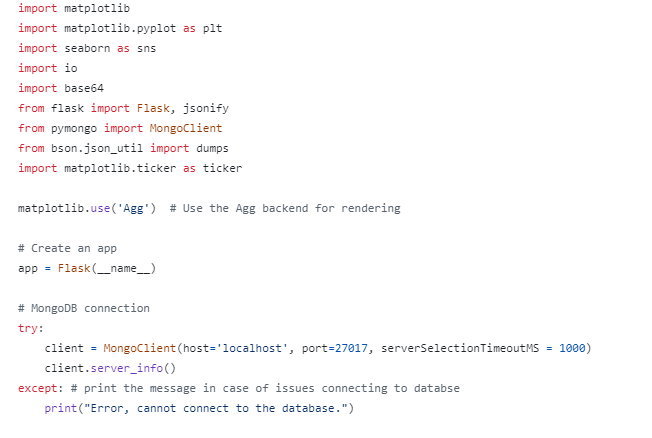 import matplotlib
import matplotlib.pyplot as plt
import seaborn as sns
import io
import base64
from flask import Flask, jsonify
from pymongo import MongoClient
from bson.json_util import dumps
import matplotlib.ticker as ticker

matplotlib.use('Agg')  # Use the Agg backend for rendering

# Create an app
app = Flask(__name__)

# MongoDB connection
try:
    client = MongoClient(host='localhost', port=27017, serverSelectionTimeoutMS = 1000)
    client.server_info()
except: # print the message in case of issues connecting to databse
    print("Error, cannot connect to the database.")